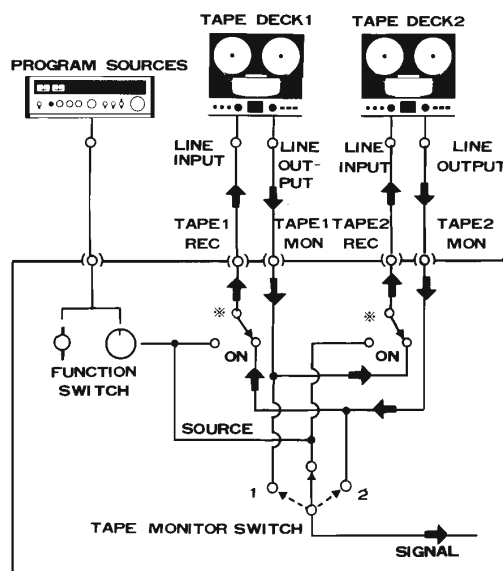 TAPE DECK1
TAPE DECK2
PROGRAM SOURCES
LINE
INPUT
LINE
OUT-
PUT
LINE
INPUT
LINE
OUTPUT
TAPE1
REC
TAPE1
MON
TAPE2
REC
TAPE2
MON
※
※
ON
ON
FUNCTION
SWITCH
SOURCE
1
2
TAPE MONITOR SWITCH
SIGNAL